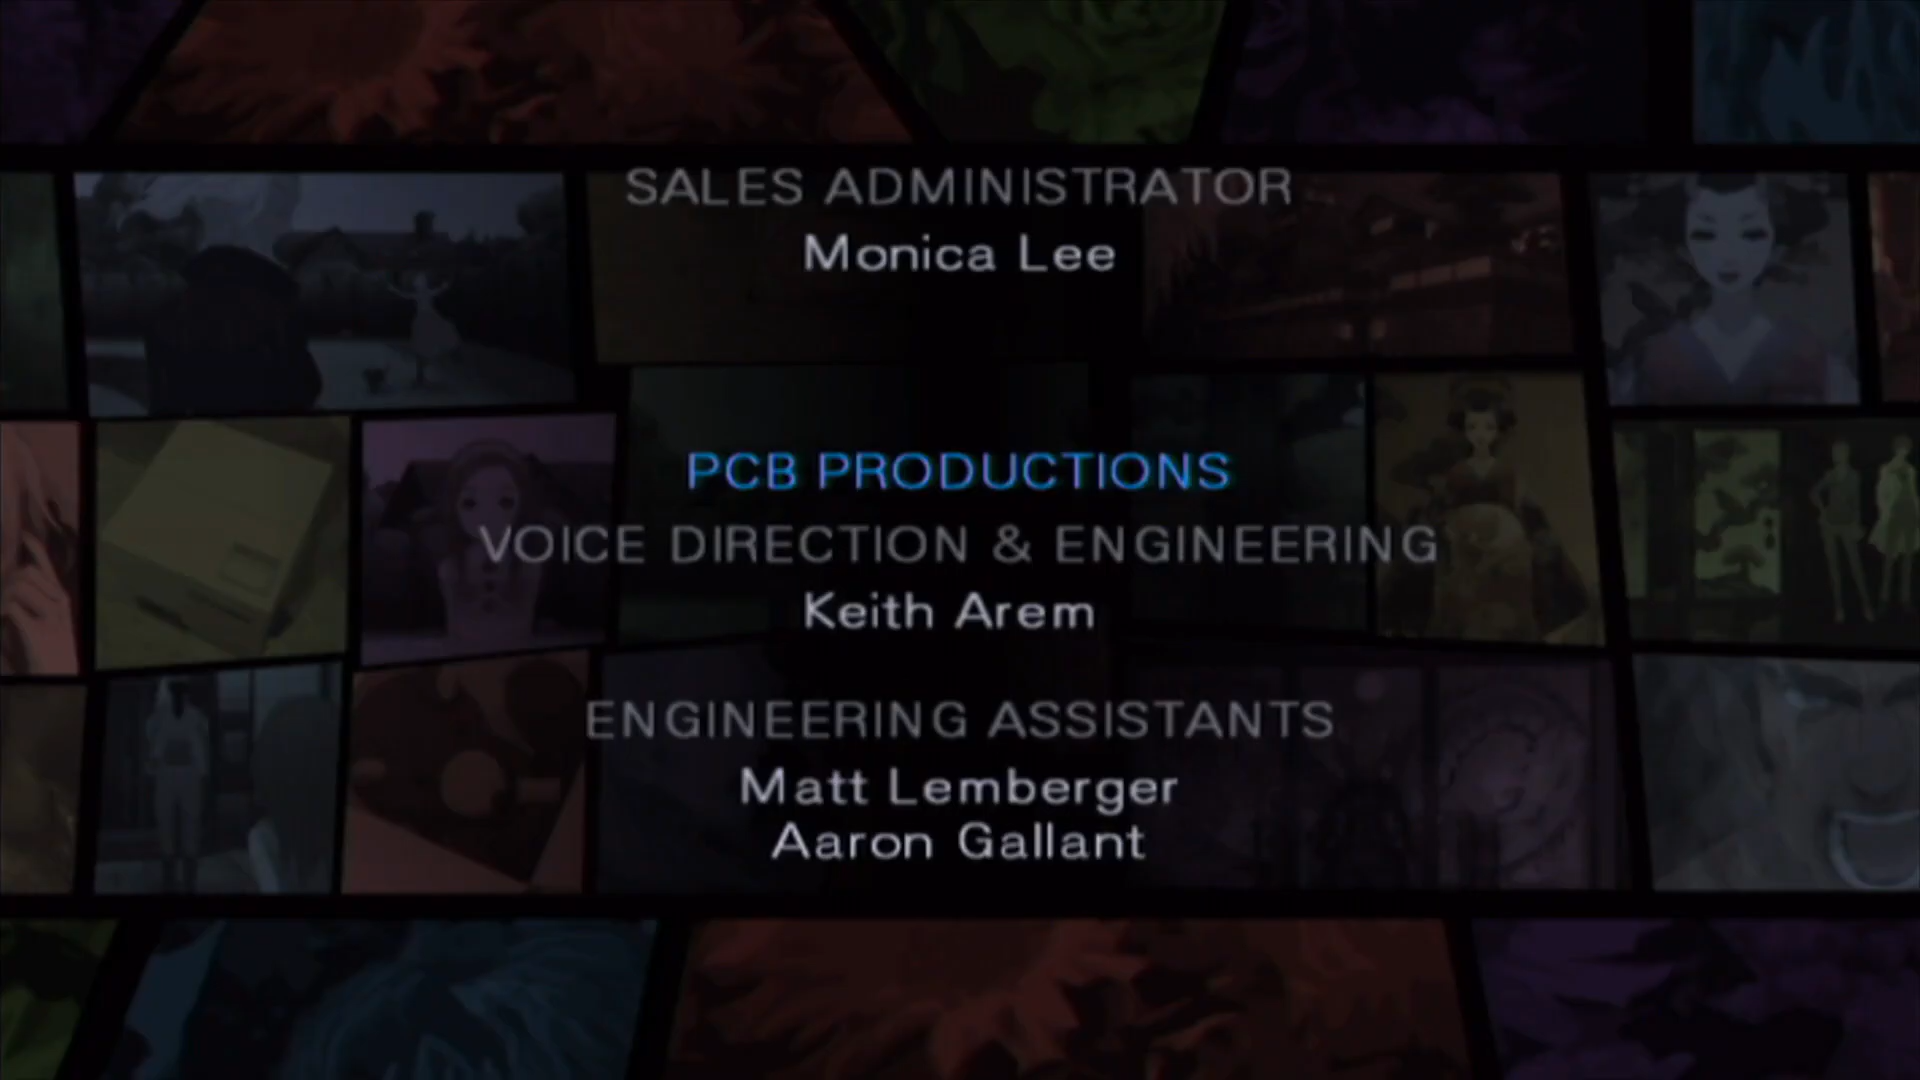 SALES ADMINISTRATOR
Monica Lee
PCB PRODUCTIONS
VOICE DIRECTION & ENGINEERING
Keith Arem
ENGINEERING ASSISTANTS
Matt Lemberger
Aaron Gallant